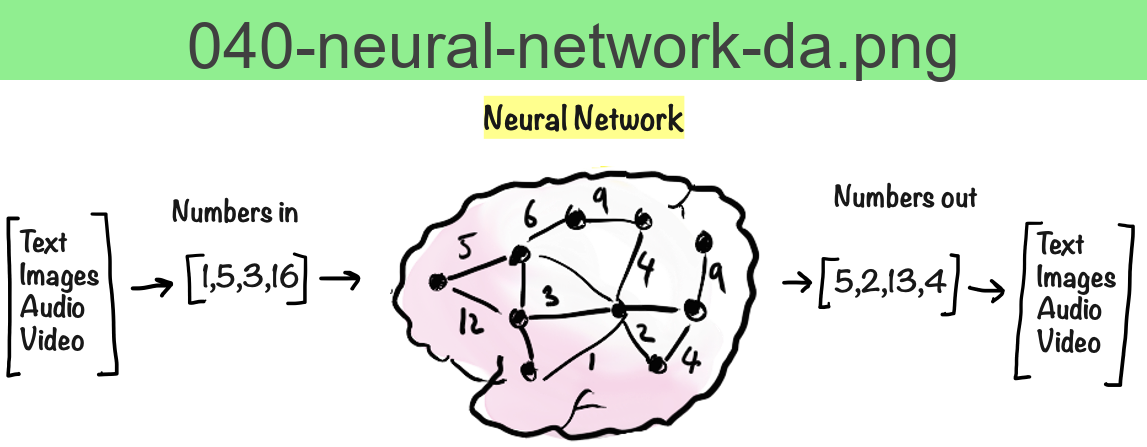 040-neural-network-da.png
Neural Network
Numbers in
Numbers out
Text
Images
Audio
Video
[1,5,3,16]
5
6
9
4
9
12
3
1
2
4
[5,2,13,4]
Text
Images
Audio
Video